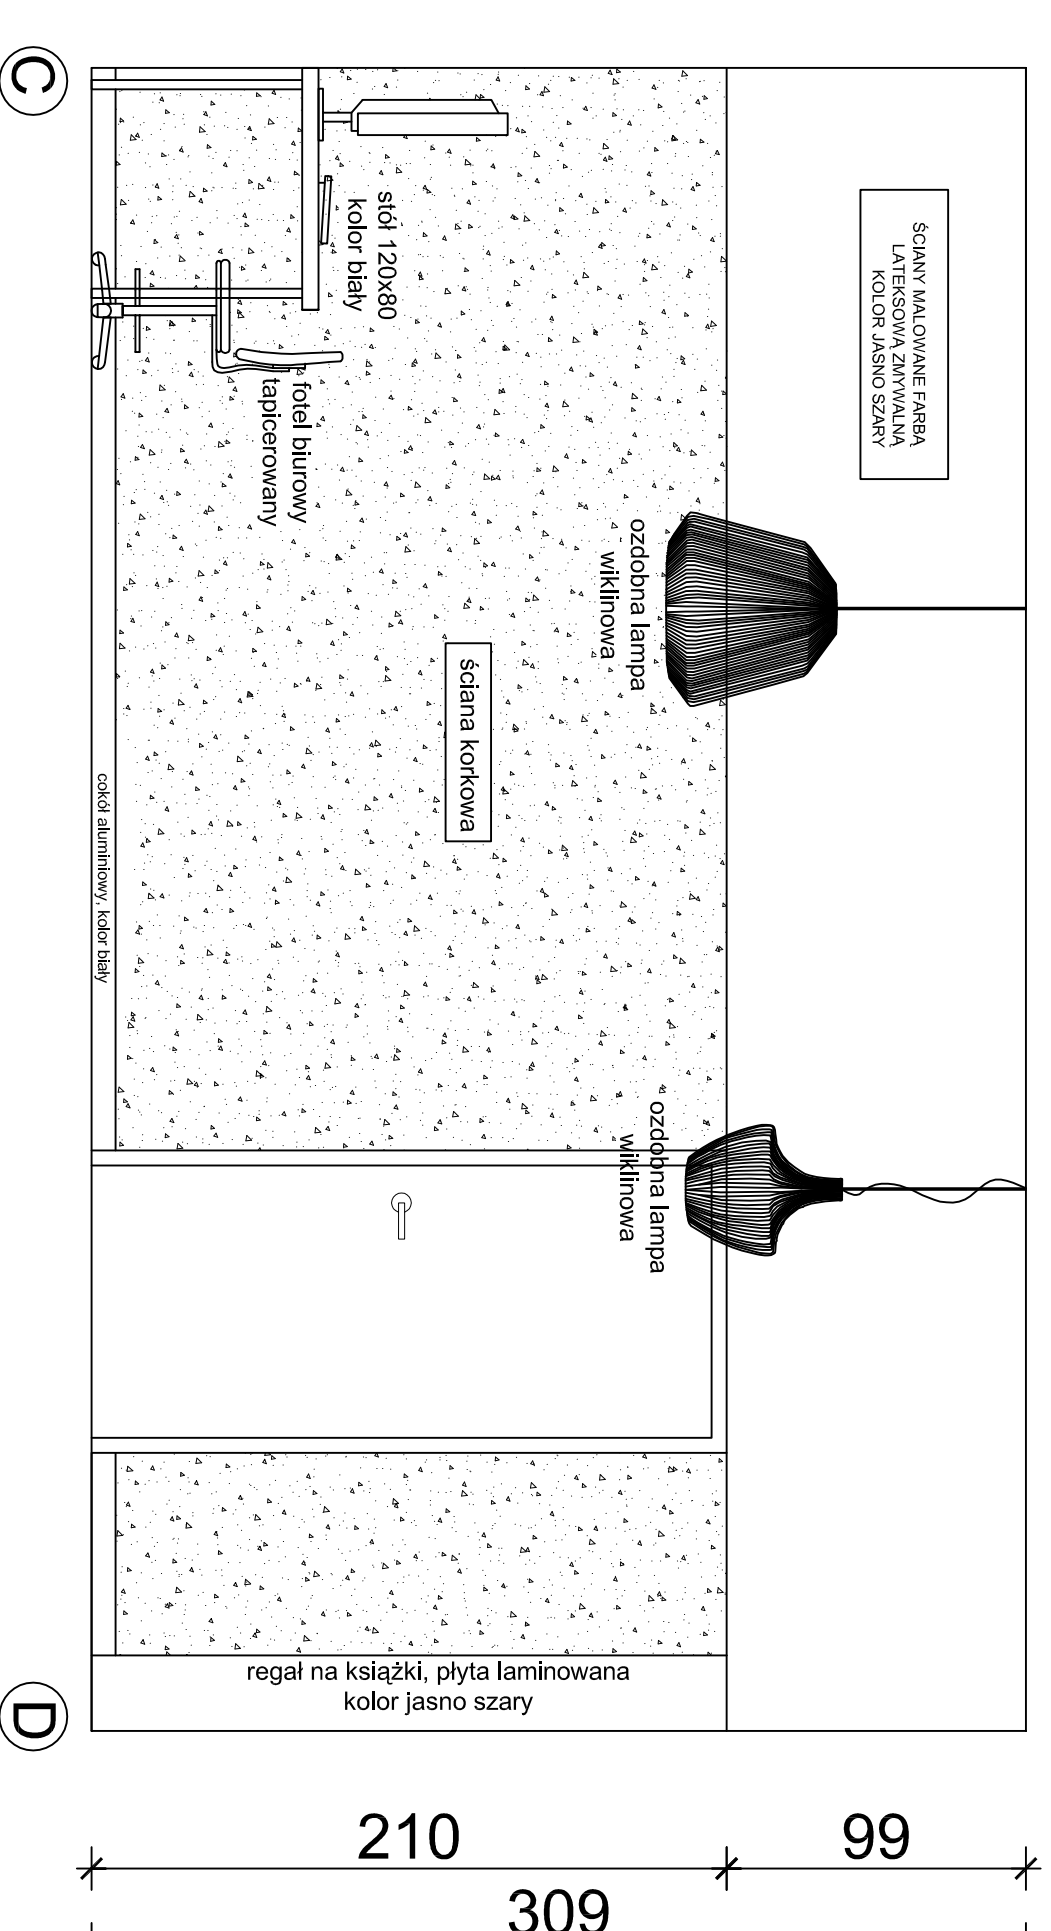 ŚCIANY MALOWANE FARBĄ
LATEKSOWĄ ZMYWALNĄ
KOLOR JASNO SZARY
stół 120x80
kolor biały
fotel biurowy
tapicerowany
ozdobna lampa
wiklinowa
ściana korkowa
ozdobna lampa
wiklinowa
cokół aluminiowy, kolor biały
regał na książki, płyta laminowana
kolor jasno szary
C
D
210
99
309